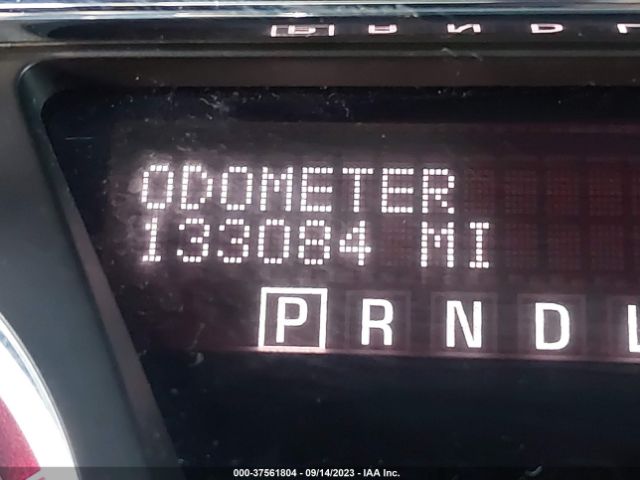 ODOMETER
133084 MI
P R N D L
000-37561804 - 09/14/2023 - IAA Inc.